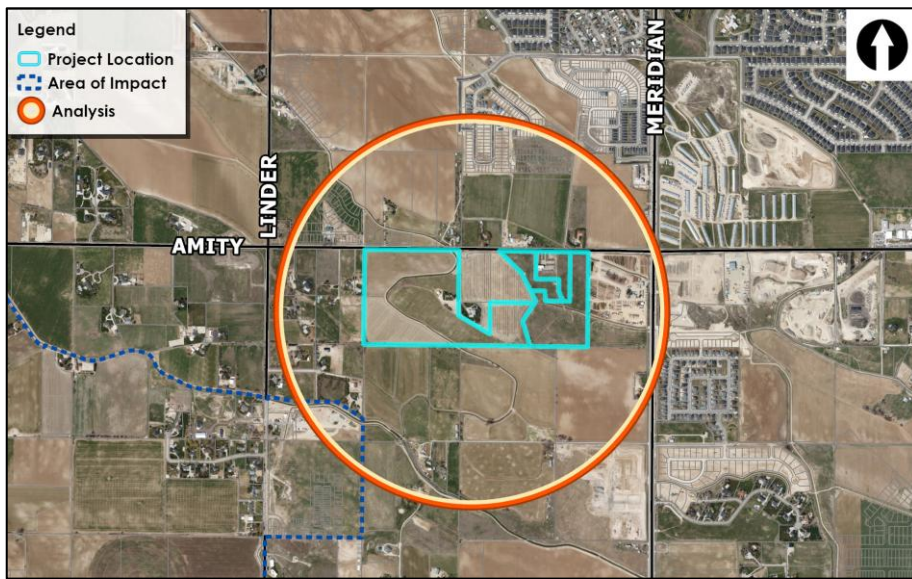 Legend
Project Location
Area of Impact
Analysis
MERIDIAN
LINDER
AMITY